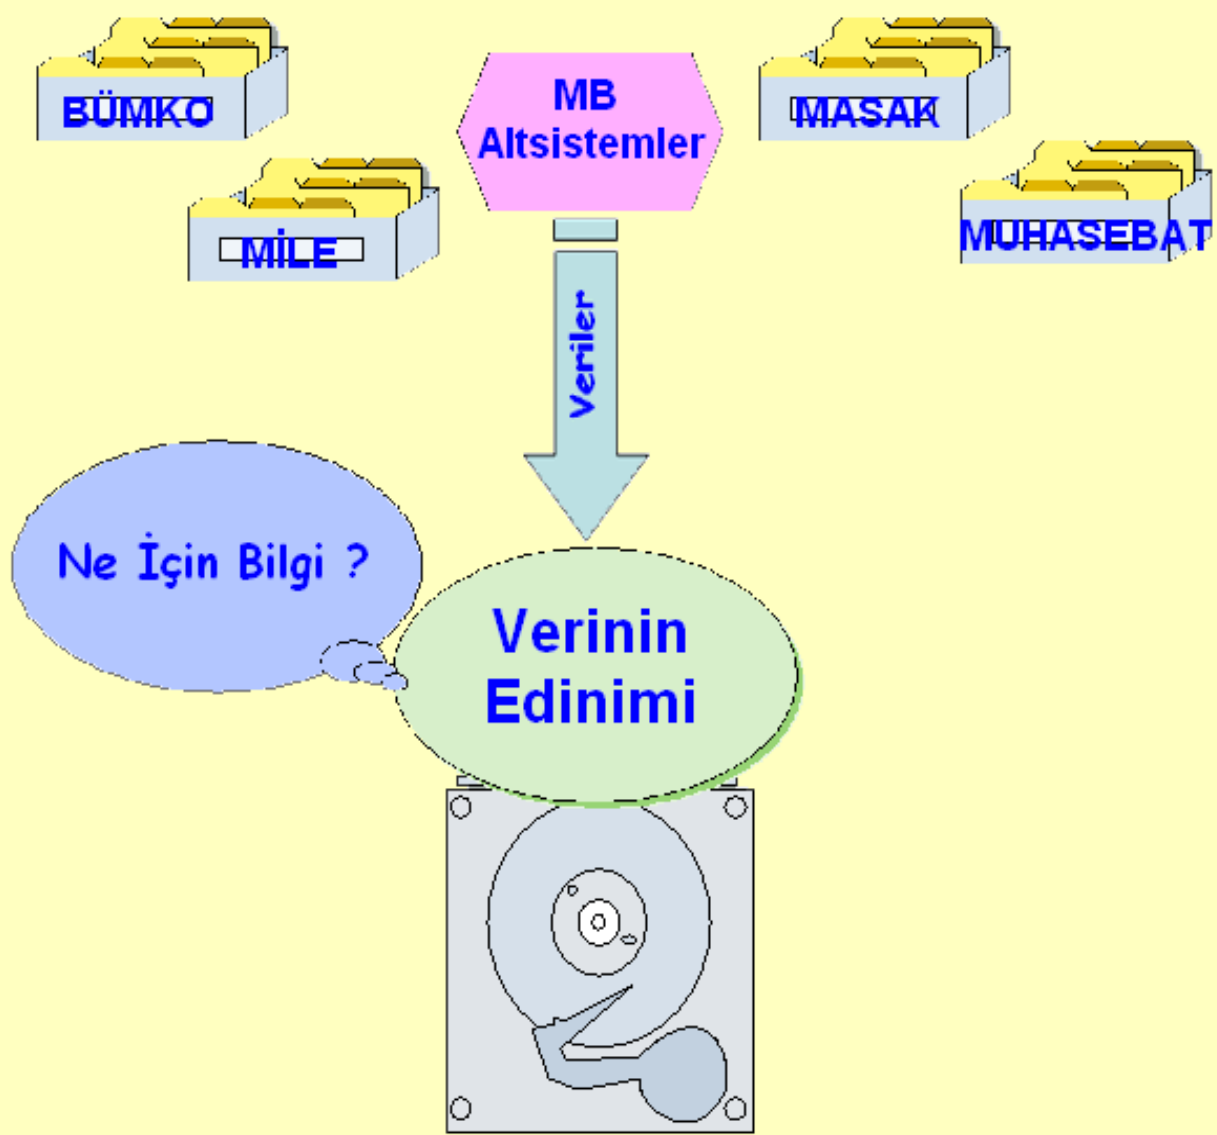 BÜMKO
MB
Altsistemler
MASAK
MİLE
MUHASEBAT
Veriler
Ne İçin Bilgi ?
Verinin
Edinimi